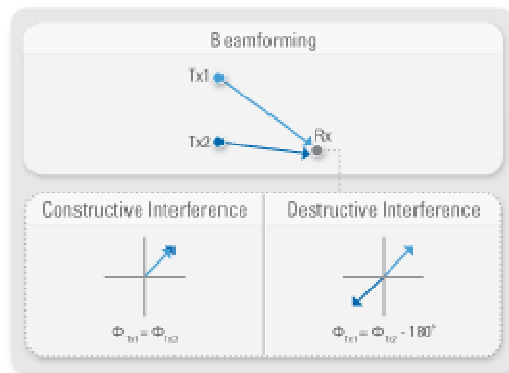 Beamforming
Tx1
Tx2
Rx
Constructive Interference
Destructive Interference
ΦTx1 = ΦTx2
ΦTx1 = ΦTx2 - 180°